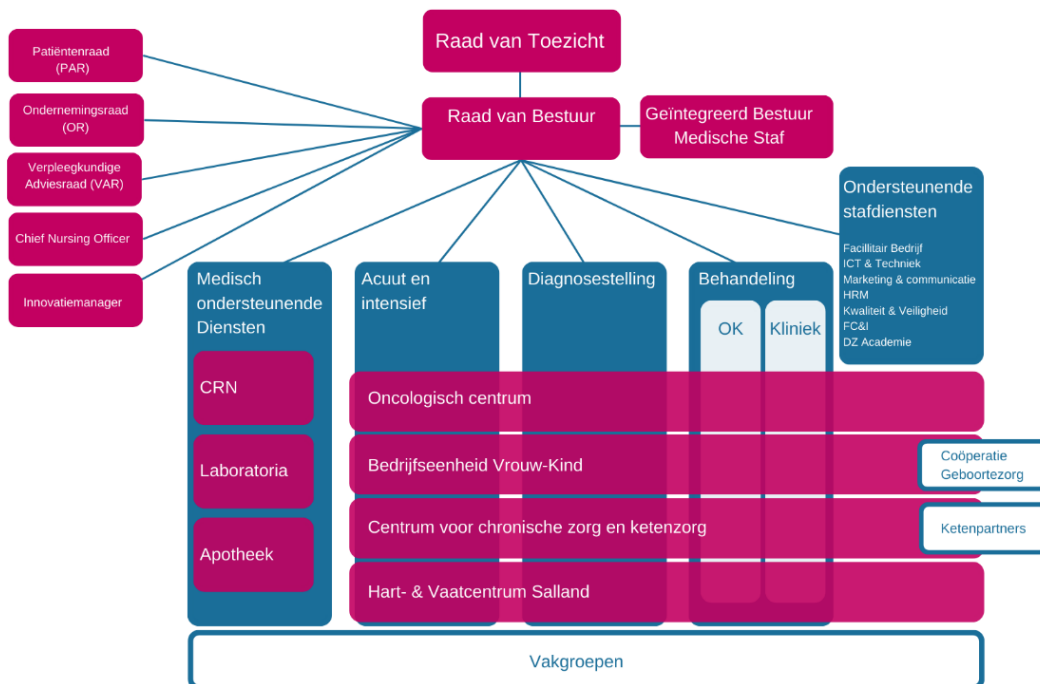 Raad van Toezicht
Patiëntenraad
(PAR)
Ondernemingsraad
(OR)
Verpleegkundige
Adviesraad (VAR)
Chief Nursing Officer
Innovatiemanager
Raad van Bestuur
Geïntegreerd Bestuur
Medische Staf
Ondersteunende
stafdiensten
Facillitair Bedrijf
ICT & Techniek
Marketing & communicatie
HRM
Kwaliteit & Veiligheid
FC&I
DZ Academie
Medisch
ondersteunende
Diensten
CRN
Laboratoria
Apotheek
Acuut en
intensief
Diagnosestelling
Behandeling
OK
Kliniek
Oncologisch centrum
Bedrijfseenheid Vrouw-Kind
Coöperatie
Geboortezorg
Centrum voor chronische zorg en ketenzorg
Ketenpartners
Hart- & Vaatcentrum Salland
Vakgroepen